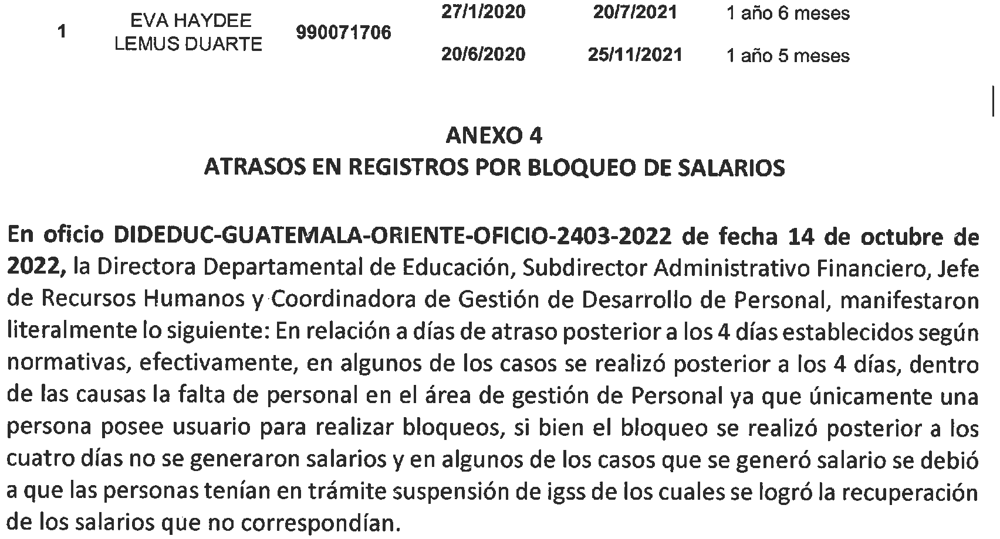 1 EVA HAYDEE LEMUS DUARTE 990071706 27/1/2020 20/7/2021 1 año 6 meses
20/6/2020 25/11/2021 1 año 5 meses
ANEXO 4
ATRASOS EN REGISTROS POR BLOQUEO DE SALARIOS
En oficio DIDEDUC-GUATEMALA-ORIENTE-OFICIO-2403-2022 de fecha 14 de octubre de
2022, la Directora Departamental de Educación, Subdirector Administrativo Financiero, Jefe
de Recursos Humanos y Coordinadora de Gestión de Desarrollo de Personal, manifestaron
literalmente lo siguiente: En relación a días de atraso posterior a los 4 días establecidos según
normativas, efectivamente, en algunos de los casos se realizó posterior a los 4 días, dentro
de las causas la falta de personal en el área de gestión de Personal ya que únicamente una
persona posee usuario para realizar bloqueos, si bien el bloqueo se realizó posterior a los
cuatro días no se generaron salarios y en algunos de los casos que se generó salario se debió
a que las personas tenían en trámite suspensión de igss de los cuales se logró la recuperación
de los salarios que no correspondían.